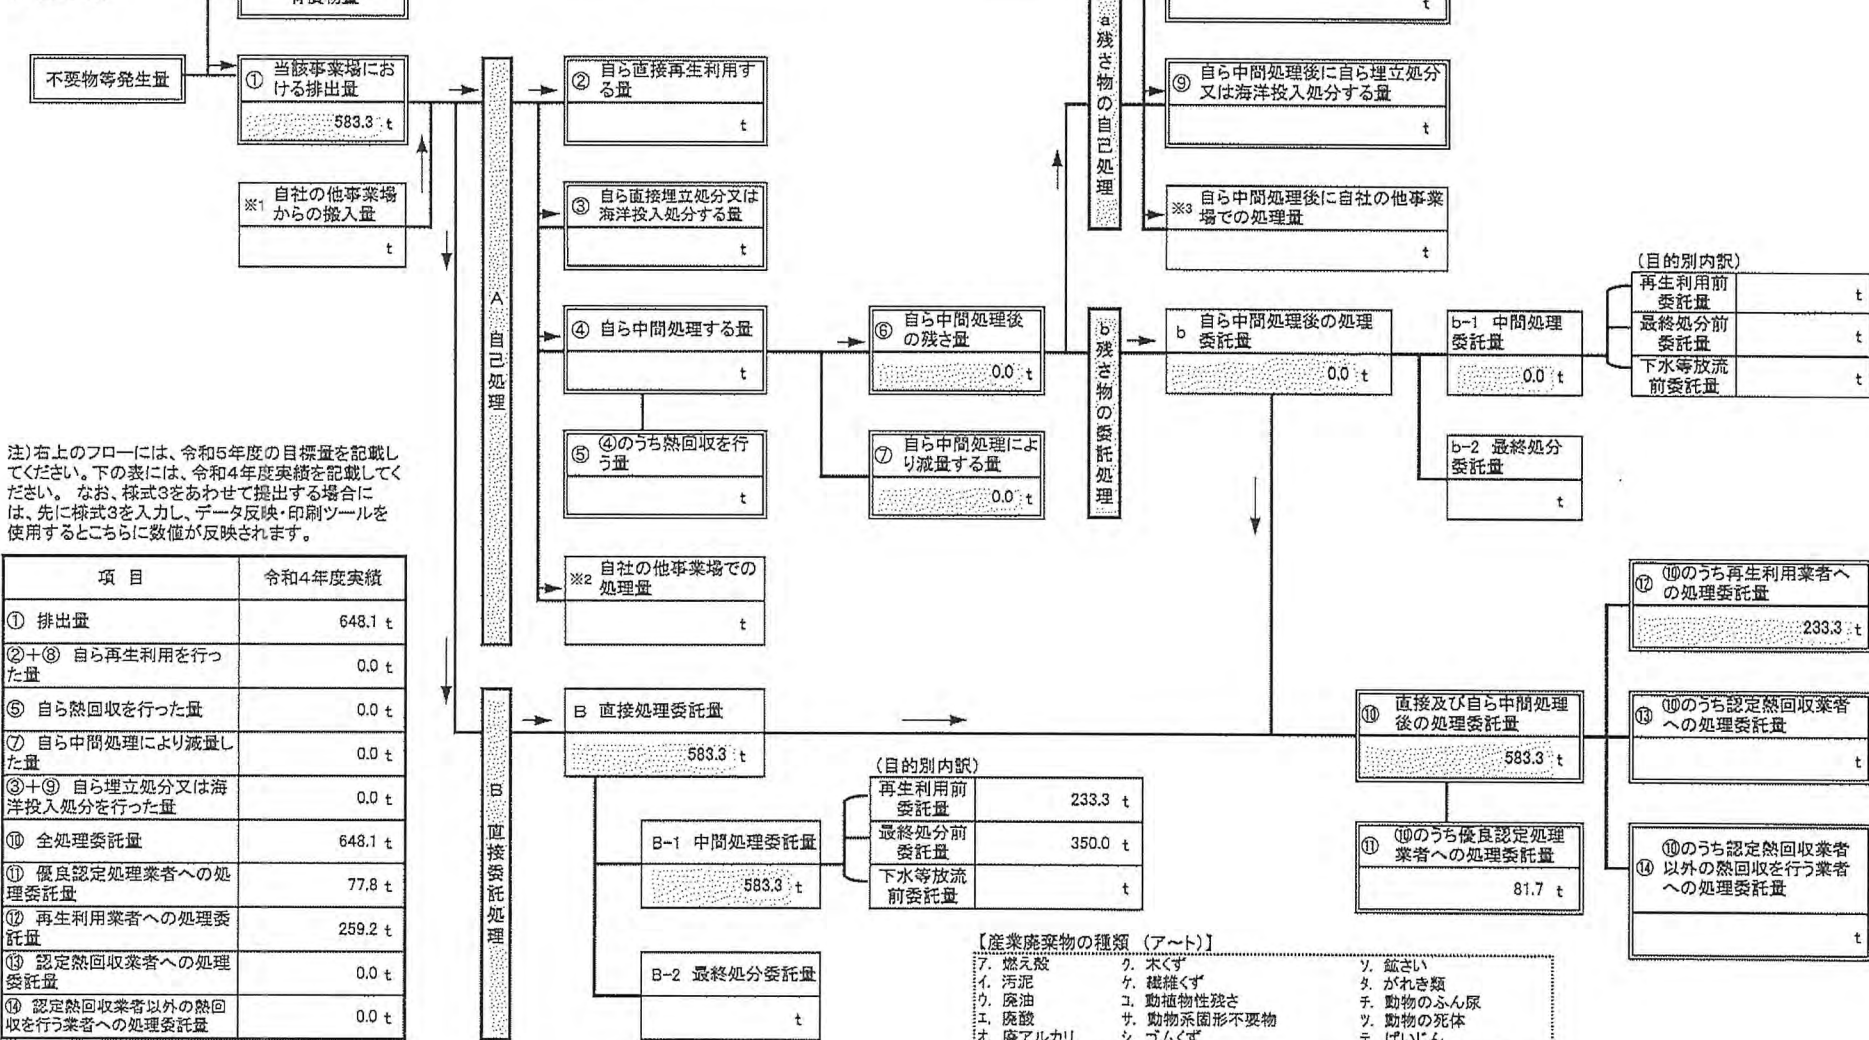 t
不要物等発生量
① 当該事業場にお
ける排出量
583.3 t
※1 自社の他事業場
からの搬入量
t
A 自己処理
② 自ら直接再生利用す
る量
t
③ 自ら直接埋立処分又は
海洋投入処分する量
t
④ 自ら中間処理する量
t
⑤ ④のうち熱回収を行
う量
t
※2 自社の他事業場での
処理量
t
⑥ 自ら中間処理後
の残さ量
0.0 t
⑦ 自ら中間処理によ
り減量する量
0.0 t
a 残さ物の自己処理
⑨ 自ら中間処理後に自ら埋立処分
又は海洋投入処分する量
t
※3 自ら中間処理後に自社の他事業
場での処理量
t
b 残さ物の委託処理
b 自ら中間処理後の処理
委託量
0.0 t
b-1 中間処理
委託量
0.0 t
(目的別内訳)
再生利用前
委託量
t
最終処分前
委託量
t
下水等放流
前委託量
t
b-2 最終処分
委託量
t
注)右上のフローには、令和5年度の目標量を記載し
てください。下の表には、令和4年度実績を記載してく
ださい。 なお、様式3をあわせて提出する場合に
は、先に様式3を入力し、データ反映・印刷ツールを
使用するとこちらに数値が反映されます。
項 目 令和4年度実績
① 排出量 648.1 t
②+⑧ 自ら再生利用を行っ
た量 0.0 t
⑤ 自ら熱回収を行った量 0.0 t
⑦ 自ら中間処理により減量し
た量 0.0 t
③+⑨ 自ら埋立処分又は海
洋投入処分を行った量 0.0 t
⑩ 全処理委託量 648.1 t
⑪ 優良認定処理業者への処
理委託量 77.8 t
⑫ 再生利用業者への処理委
託量 259.2 t
⑬ 認定熱回収業者への処理
委託量 0.0 t
⑭ 認定熱回収業者以外の熱回
収を行う業者への処理委託量 0.0 t
B 直接委託処理
B 直接処理委託量
583.3 t
B-1 中間処理委託量
583.3 t
(目的別内訳)
再生利用前
委託量
233.3 t
最終処分前
委託量
350.0 t
下水等放流
前委託量
t
B-2 最終処分委託量
t
⑩ 直接及び自ら中間処理
後の処理委託量
583.3 t
⑪ ⑩のうち優良認定処理
業者への処理委託量
81.7 t
⑫ ⑩のうち再生利用業者へ
の処理委託量
233.3 t
⑬ ⑩のうち認定熱回収業者
への処理委託量
t
⑭ ⑩のうち認定熱回収業者
以外の熱回収を行う業者
への処理委託量
t
【産業廃棄物の種類 (ア～ト)】
ア. 燃え殻 ク. 木くず ソ. 鉱さい
イ. 汚泥 ケ. 繊維くず タ. がれき類
ウ. 廃油 コ. 動植物性残さ チ. 動物のふん尿
エ. 廃酸 サ. 動物系固形不要物 ツ. 動物の死体
オ. 廃アルカリ シ. ゴムくず テ. ばいじん